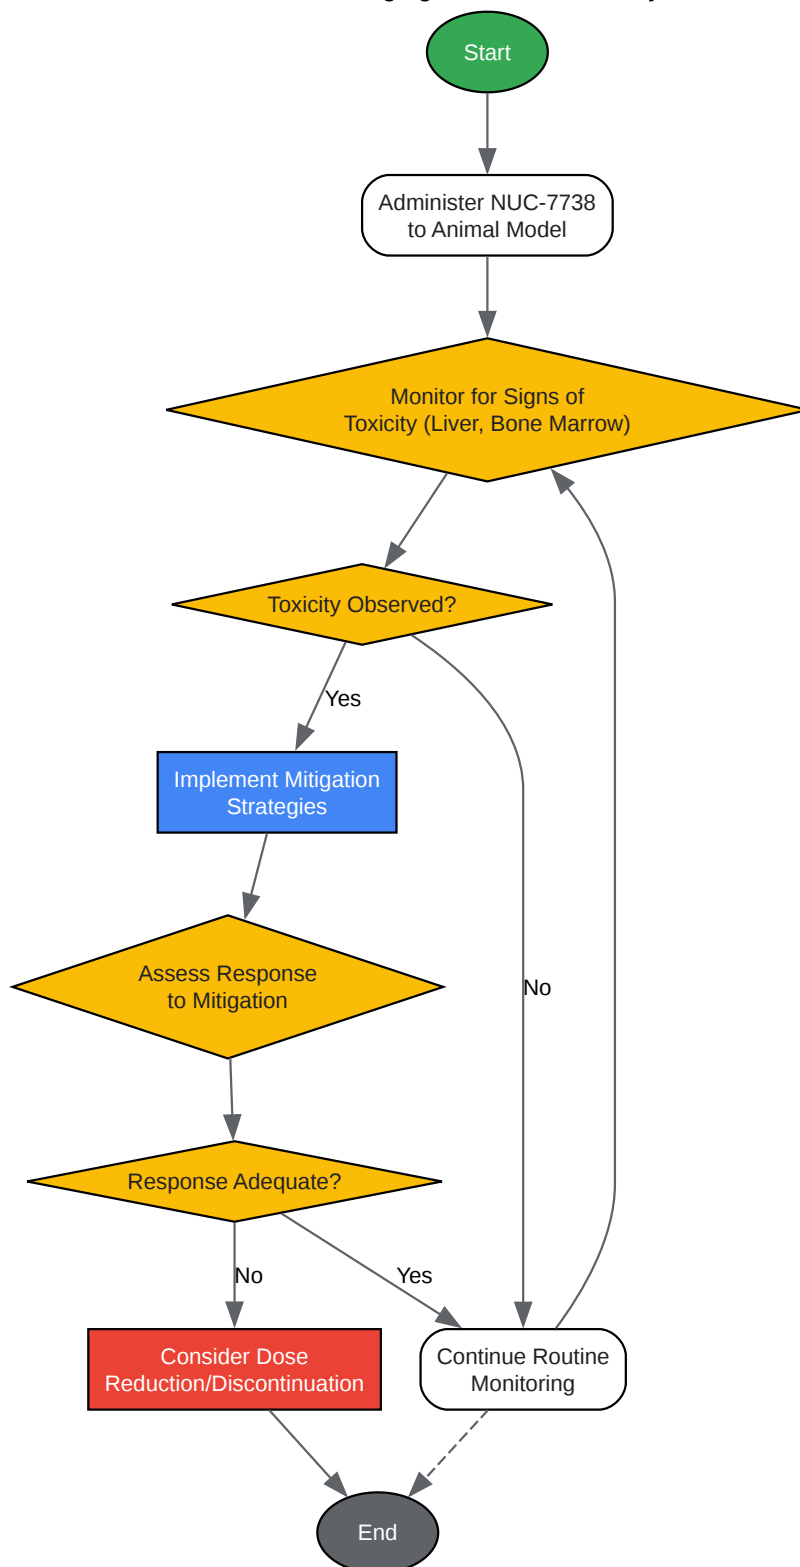 Start
Administer NUC-7738
to Animal Model
Monitor for Signs of
Toxicity (Liver, Bone Marrow)
Toxicity Observed?
Yes
Implement Mitigation
Strategies
Assess Response
to Mitigation
No
Response Adequate?
No
Yes
Consider Dose
Reduction/Discontinuation
Continue Routine
Monitoring
End